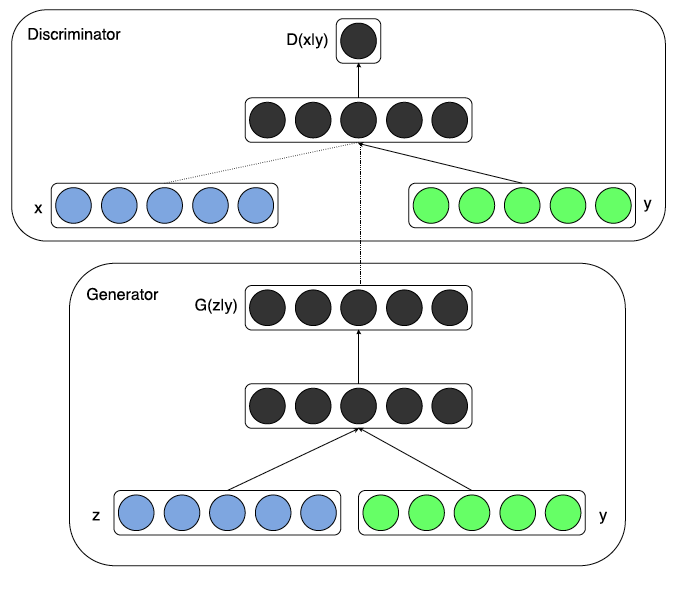 Discriminator
D(x|y)
x
y
Generator
G(z|y)
z
y